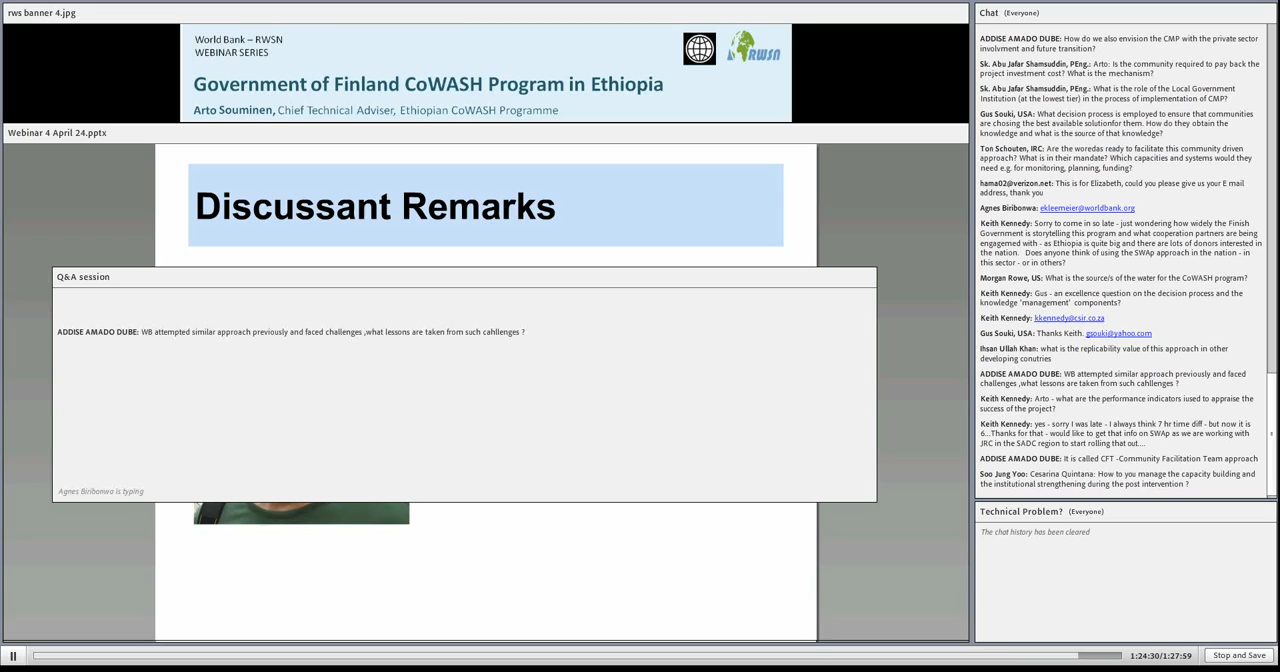 rws banner 4.jpg
World Bank – RWSN
WEBINAR SERIES
RWSN
Government of Finland CoWASH Program in Ethiopia
Arto Souminen, Chief Technical Adviser, Ethiopian CoWASH Programme
Webinar 4 April 24.pptx
Discussant Remarks
Q&A session
ADDISE AMADO DUBE: WB attempted similar approach previously and faced challenges ,what lessons are taken from such cahllenges ?
Agnes Biribonwa is typing
Chat (Everyone)
ADDISE AMADO DUBE: How do we also envision the CMP with the private sector
involvment and future transition?
Sk. Abu Jafar Shamsuddin, PEng.: Arto: Is the community required to pay back the
project investment cost? What is the mechanism?
Sk. Abu Jafar Shamsuddin, PEng.: What is the role of the Local Government
Institution (at the lowest tier) in the process of implementation of CMP?
Gus Souki, USA: What decision process is employed to ensure that communities
are chosing the best available solutionfor them. How do they obtain the
knowledge and what is the source of that knowledge?
Ton Schouten, IRC: Are the woredas ready to facilitate this community driven
approach? What is in their mandate? Which capacities and systems would they
need e.g. for monitoring, planning, funding?
hama02@verizon.net: This is for Elizabeth, could you please give us your E mail
address, thank you
Agnes Biribonwa: ekleemeier@worldbank.org
Keith Kennedy: Sorry to come in so late - just wondering how widely the Finish
Government is storytelling this program and what cooperation partners are being
engagemed with - as Ethiopia is quite big and there are lots of donors interested in
the nation. Does anyone think of using the SWAp approach in the nation - in
this sector - or in others?
Morgan Rowe, US: What is the source/s of the water for the CoWASH program?
Keith Kennedy: Gus - an excellence question on the decision process and the
knowledge 'management' components?
Keith Kennedy: kkennedy@csir.co.za
Gus Souki, USA: Thanks Keith. gsouki@yahoo.com
Ihsan Ullah Khan: what is the replicability value of this approach in other
developing conutries
ADDISE AMADO DUBE: WB attempted similar approach previously and faced
challenges ,what lessons are taken from such cahllenges ?
Keith Kennedy: Arto - what are the performance indicators iused to appraise the
success of the project?
Keith Kennedy: yes - sorry I was late - I always think 7 hr time diff - but now it is
6...Thanks for that - would like to get that info on SWAp as we are working with
JRC in the SADC region to start rolling that out....
ADDISE AMADO DUBE: It is called CFT -Community Facilitation Team approach
Soo Jung Yoo: Cesarina Quintana: How to you manage the capacity building and
the institutional strengthening during the post intervention ?
Technical Problem? (Everyone)
The chat history has been cleared
1:24:30/1:27:59
Stop and Save